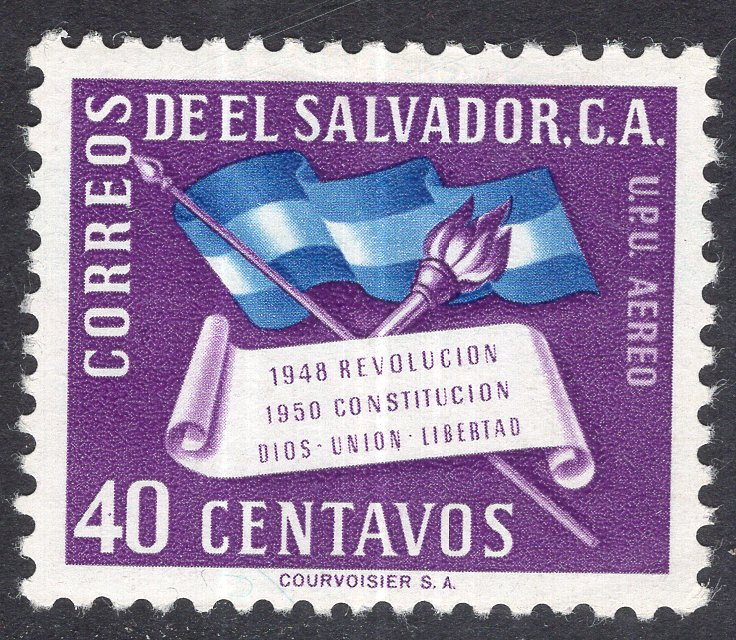 CORREOS
DE EL SALVADOR, C.A.
U.P.U. AEREO
1948 REVOLUCION
1950 CONSTITUCION
DIOS - UNION - LIBERTAD
40 CENTAVOS
COURVOISIER S. A.